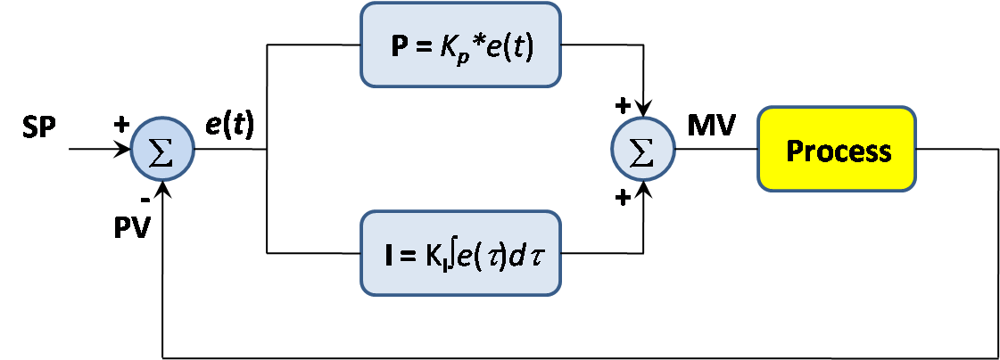 P = Kp*e(t)
SP
+
Σ
e(t)
+
Σ
MV
Process
-
PV
+
I = KI∫e(τ)dτ